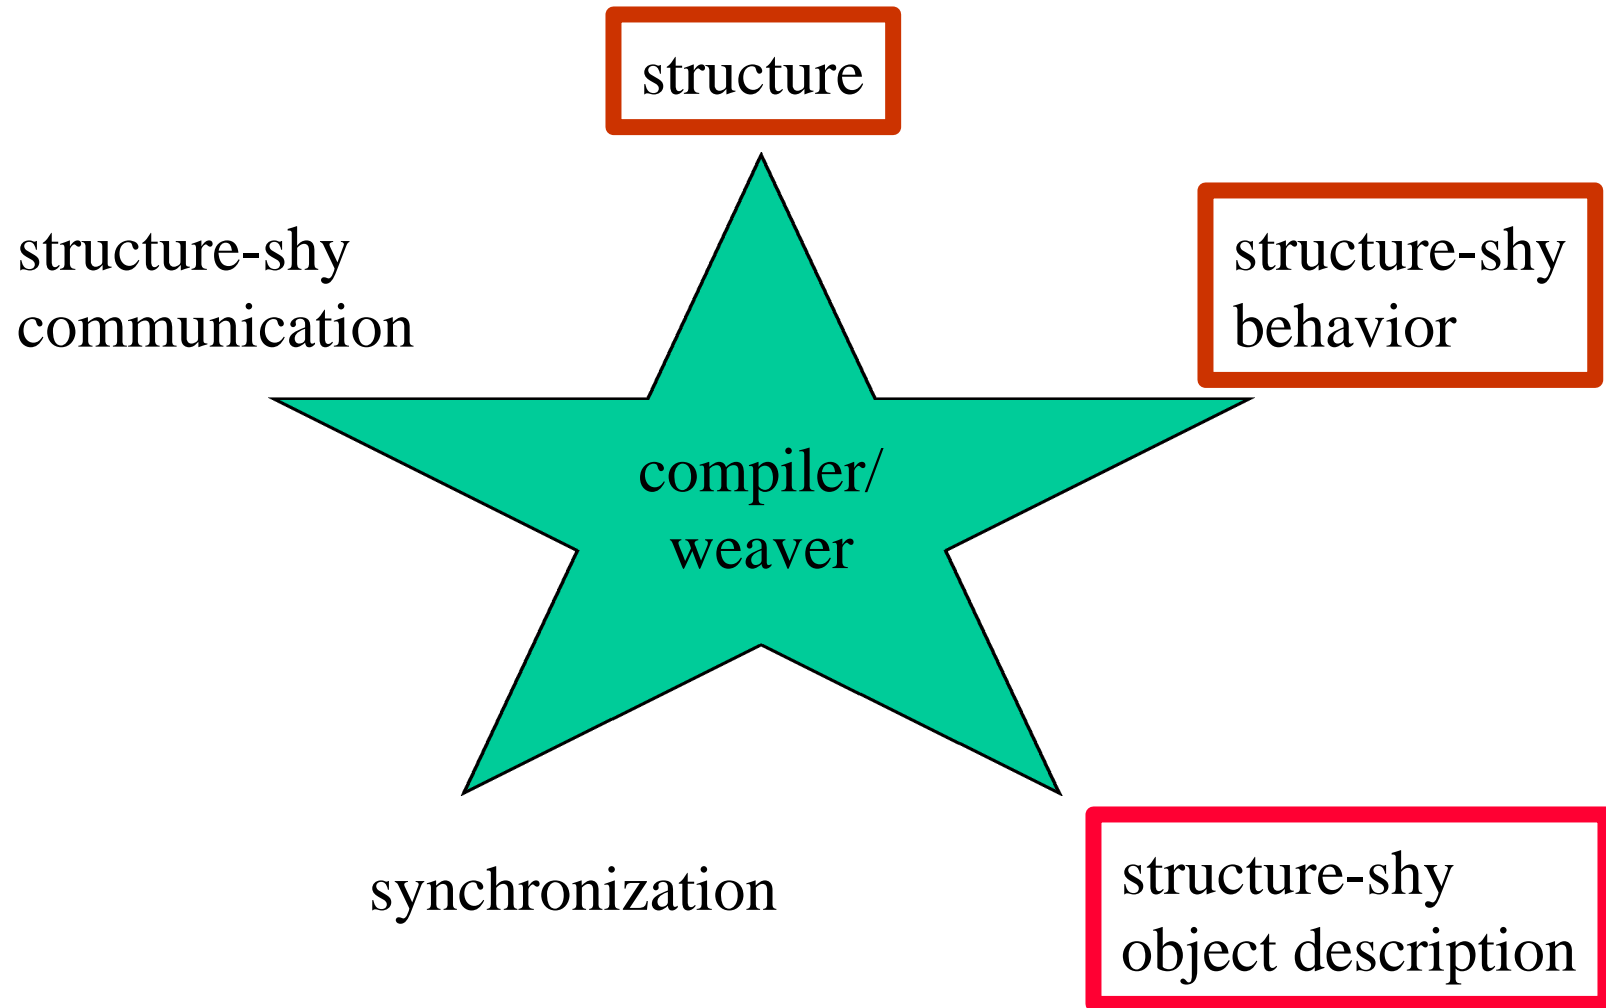 structure
structure-shy
communication
structure-shy
behavior
compiler/
weaver
synchronization
structure-shy
object description